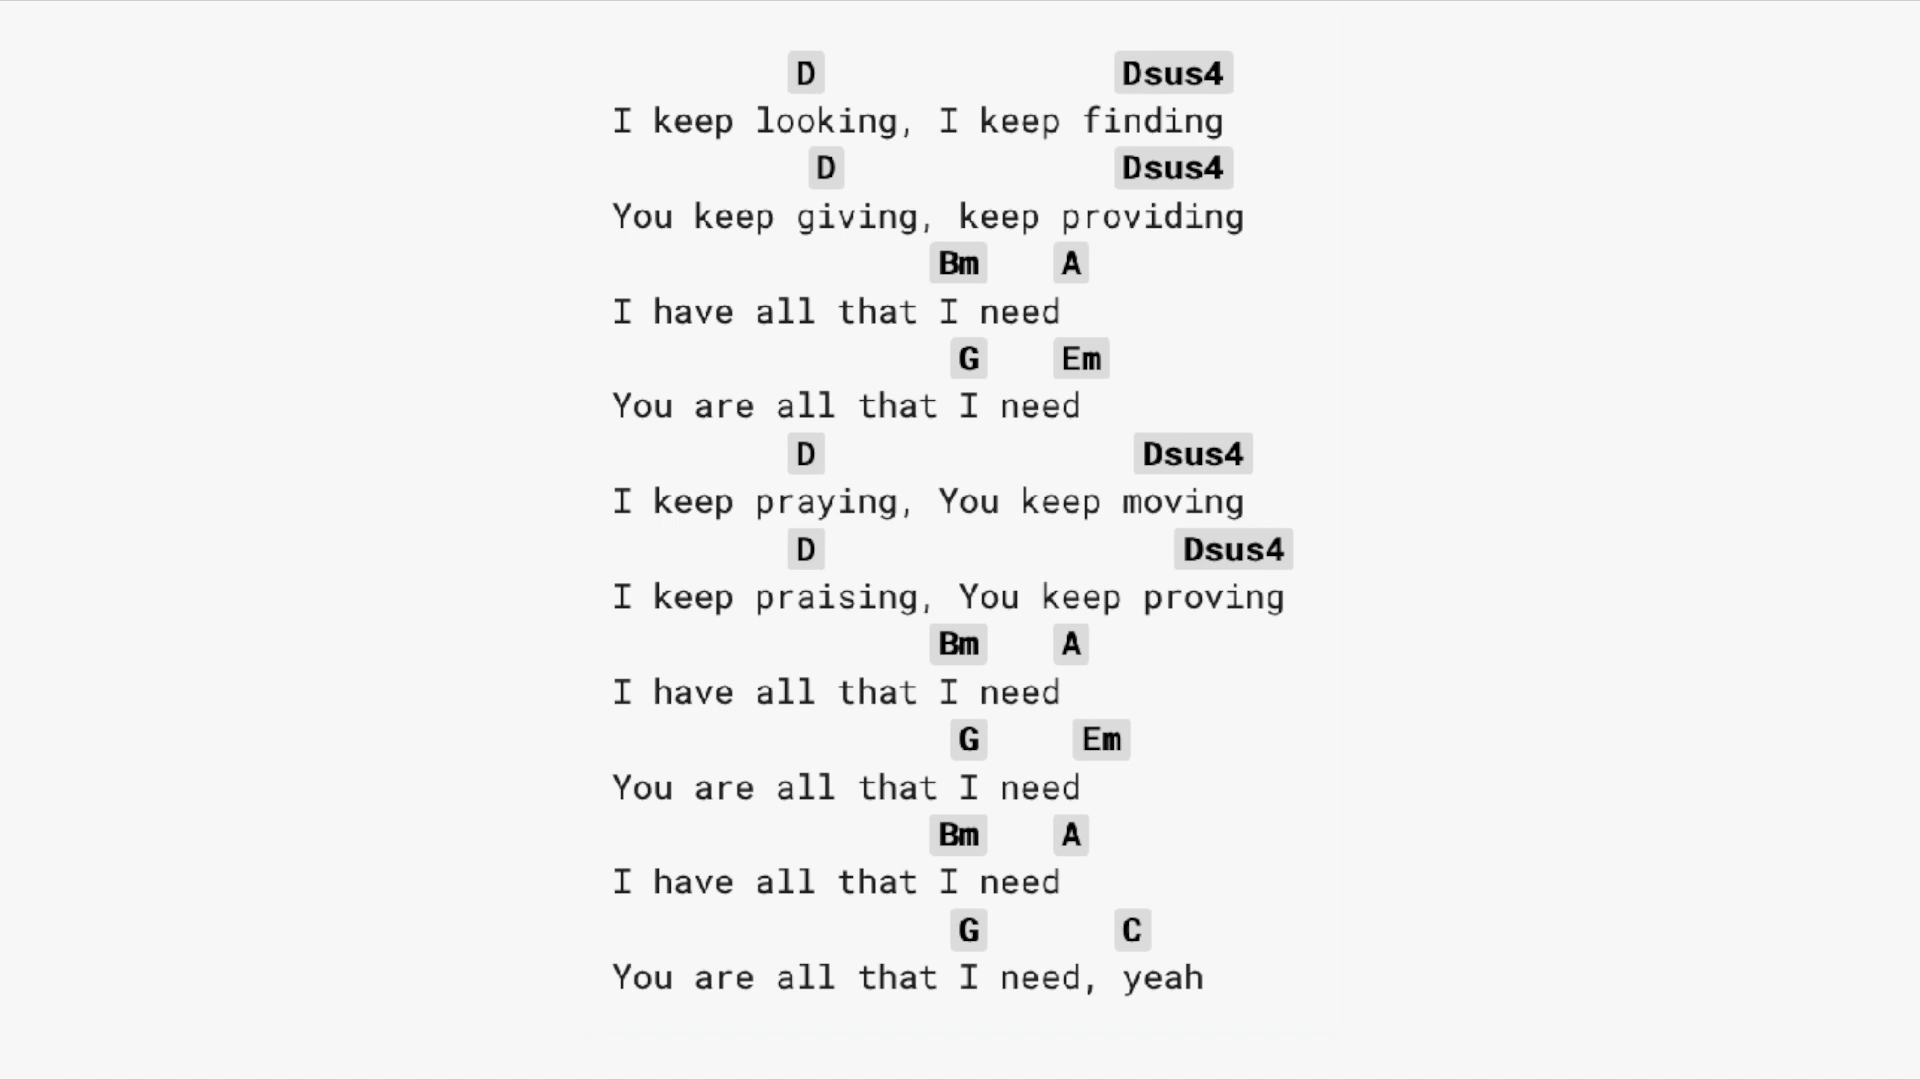 D Dsus4
I keep looking, I keep finding
D Dsus4
You keep giving, keep providing
Bm A
I have all that I need
G Em
You are all that I need
D Dsus4
I keep praying, You keep moving
D Dsus4
I keep praising, You keep proving
Bm A
I have all that I need
G Em
You are all that I need
Bm A
I have all that I need
G C
You are all that I need, yeah